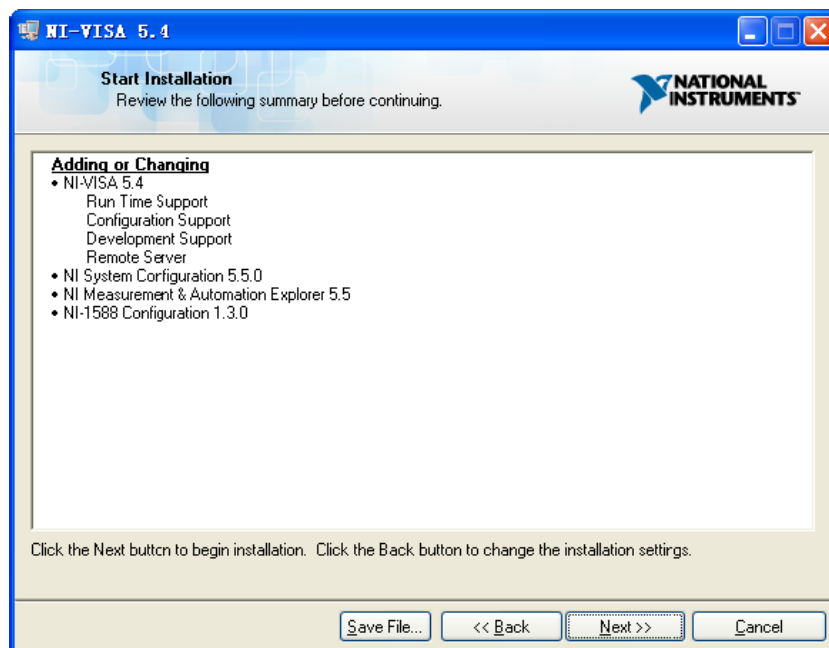 NI-VISA 5.4
Start Installation
Review the following summary before continuing.
NATIONAL
INSTRUMENTS
Adding or Changing
• NI-VISA 5.4
Run Time Support
Configuration Support
Development Support
Remote Server
• NI System Configuration 5.5.0
• NI Measurement & Automation Explorer 5.5
• NI-1588 Configuration 1.3.0
Click the Next button to begin installation. Click the Back button to change the installation settings.
Save File... << Back Next >> Cancel